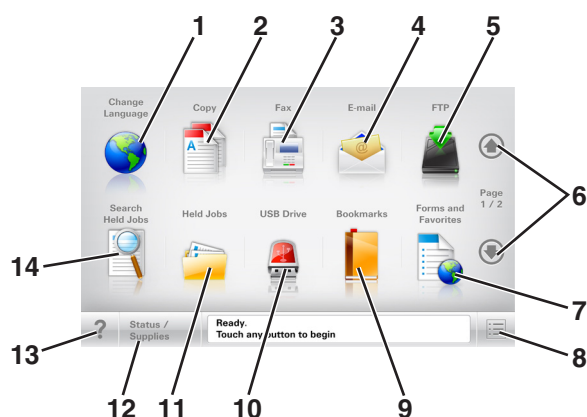 1 2 3 4 5
Change
Language
Copy
Fax
E-mail
FTP
A
@
6
Page
1 / 2
Search
Held Jobs
Held Jobs
USB Drive
Bookmarks
Forms and
Favorites
14
7
?
Status /
Supplies
Ready.
Touch any button to begin
13 12 11 10 9 8